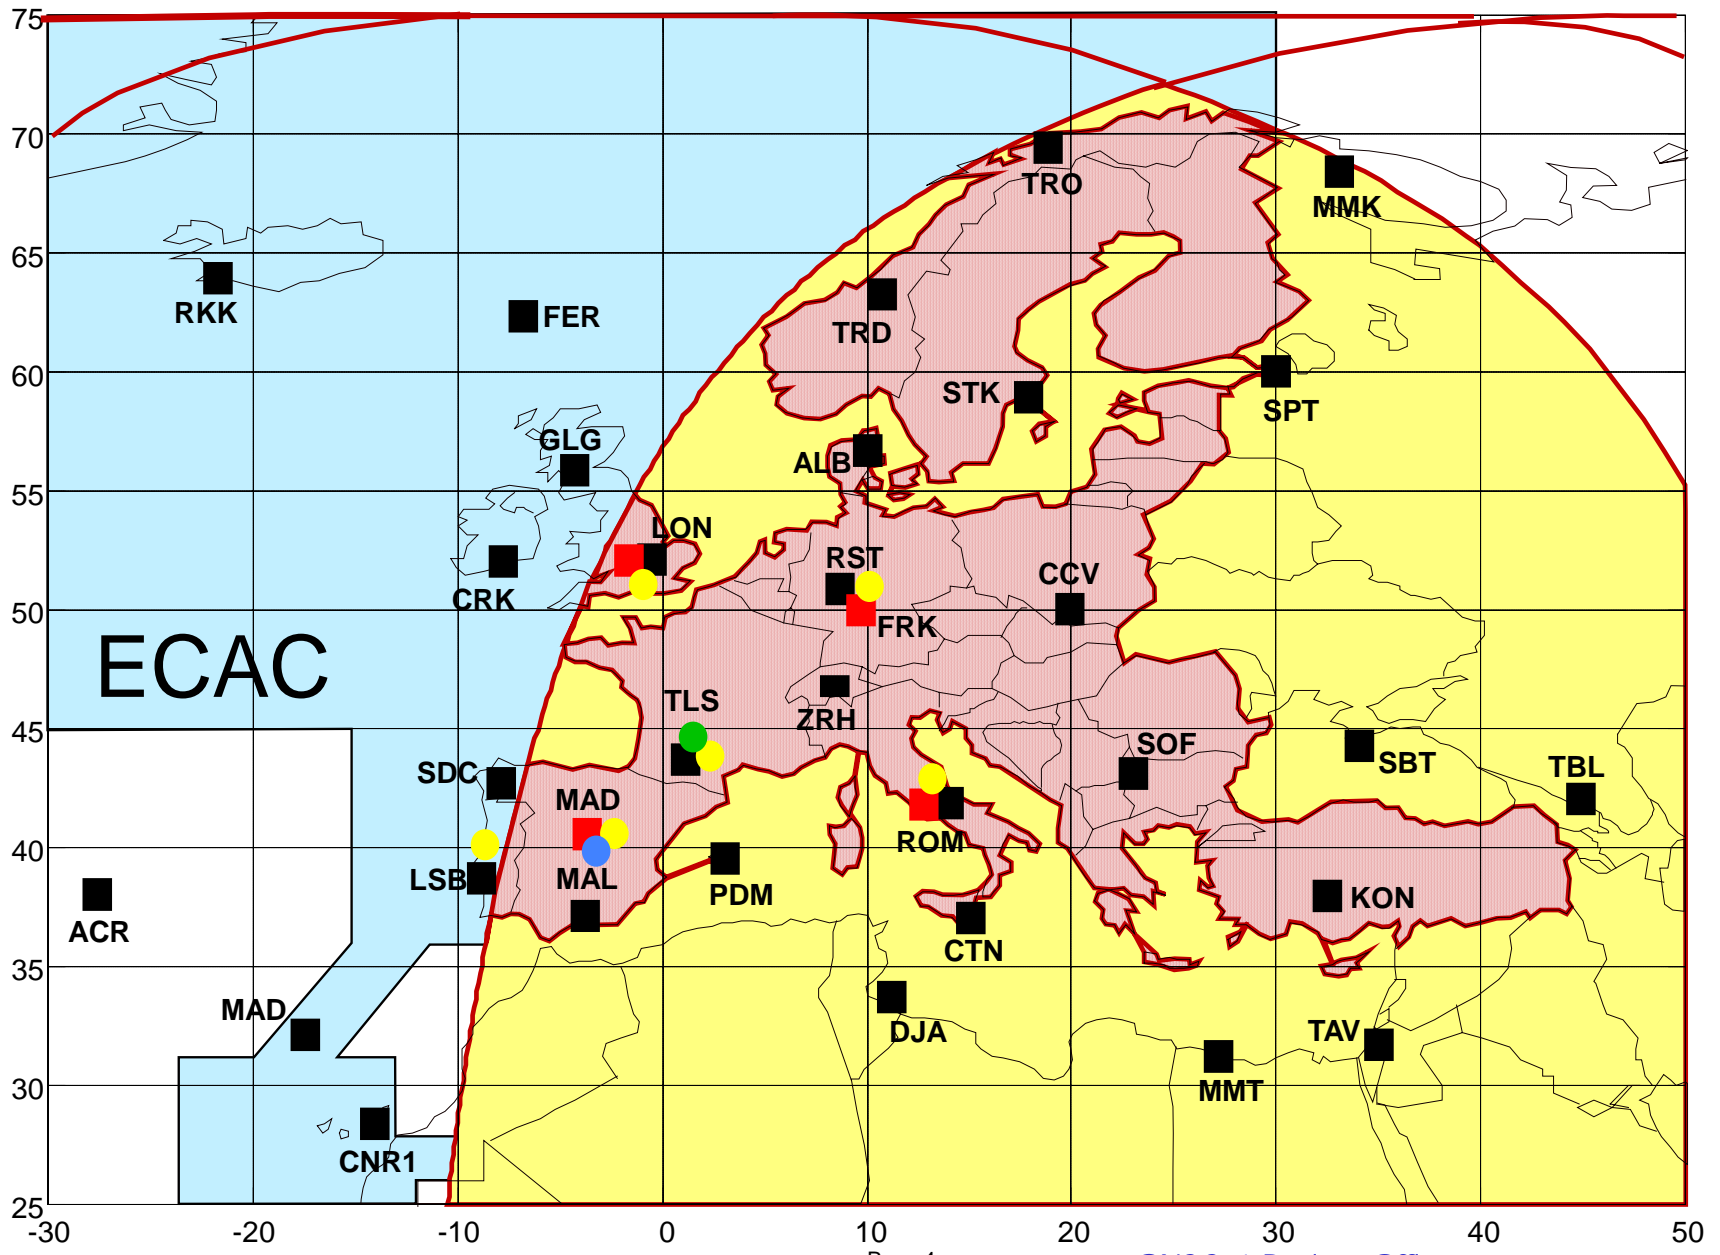 75
70
TRO
MMK
65
RKK
FER
TRD
60
STK
SPT
GLG
ALB
55
LON
RST
CCV
CRK
50
FRK
ECAC
TLS
ZRH
45
SOF
SDC
SBT
TBL
MAD
ROM
40
LSB
MAL
PDM
KON
ACR
CTN
35
MAD
DJA
TAV
30
MMT
CNR1
25
-30 -20 -10 0 10 20 30 40 50